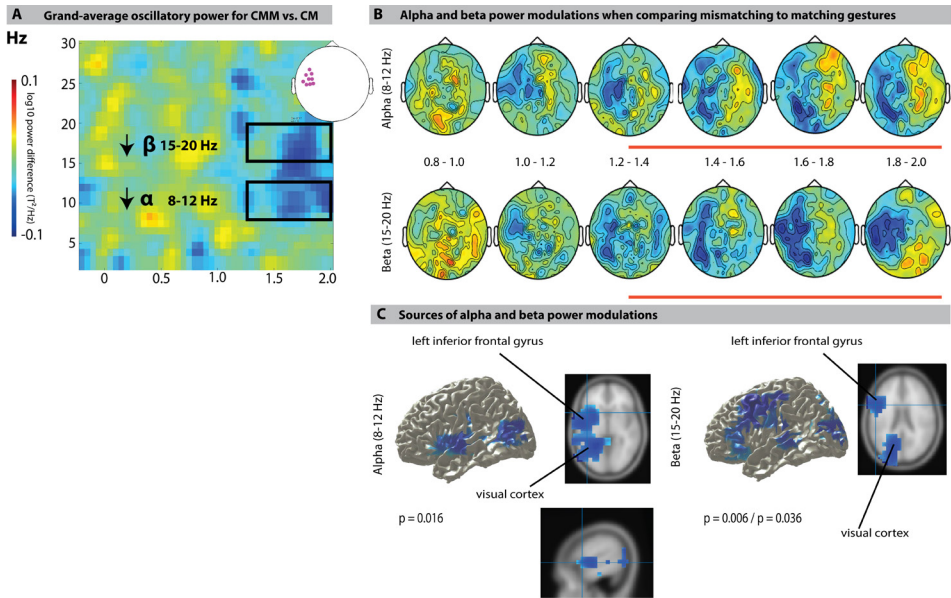 A Grand-average oscillatory power for CMM vs. CM
Hz
30
25
20
15
10
5
0 0.5 1.0 1.5 2.0
0.1
log10 power difference (T²/Hz)
-0.1
↓ β 15-20 Hz
↓ α 8-12 Hz
B Alpha and beta power modulations when comparing mismatching to matching gestures
Alpha (8-12 Hz)
0.8 - 1.0 1.0 - 1.2 1.2 - 1.4 1.4 - 1.6 1.6 - 1.8 1.8 - 2.0
Beta (15-20 Hz)
C Sources of alpha and beta power modulations
left inferior frontal gyrus
Alpha (8-12 Hz)
visual cortex
p = 0.016
left inferior frontal gyrus
Beta (15-20 Hz)
p = 0.006 / p = 0.036
visual cortex